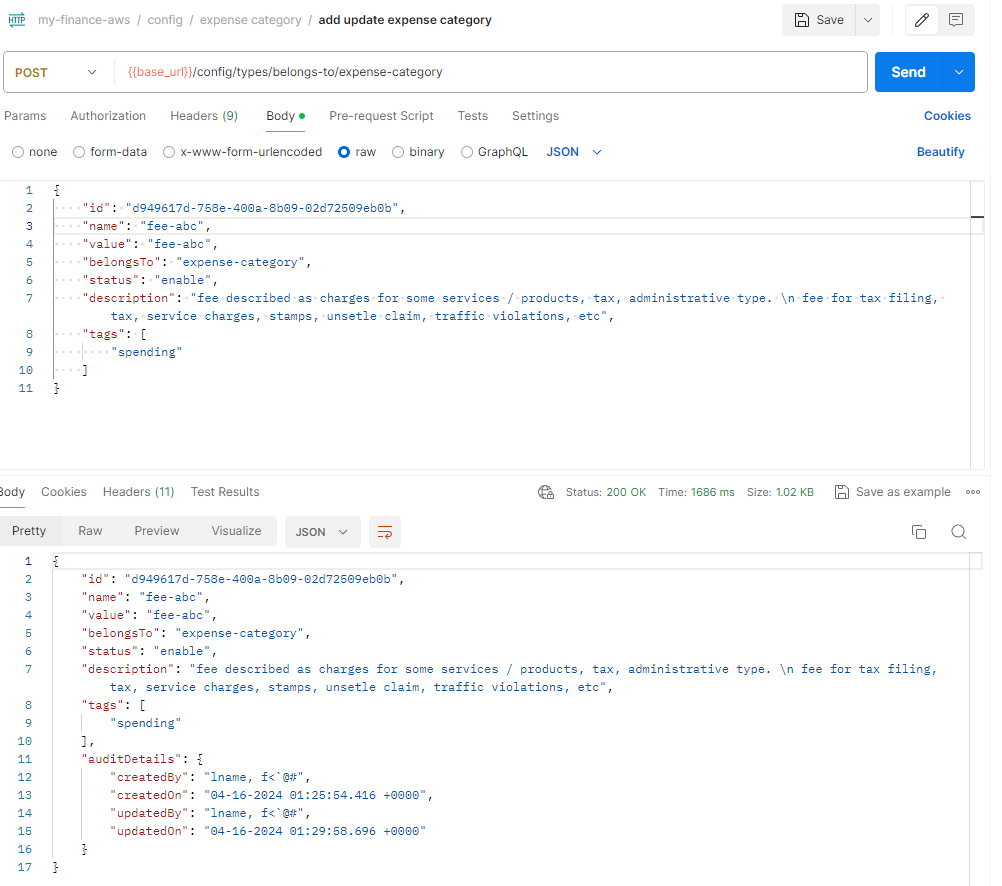 HTTP my-finance-aws / config / expense category / add update expense category Save
POST {{base_url}}/config/types/belongs-to/expense-category Send
Params Authorization Headers (9) Body Pre-request Script Tests Settings Cookies
none form-data x-www-form-urlencoded raw binary GraphQL JSON Beautify
1 {
2 "id": "d949617d-758e-400a-8b09-02d72509eb0b",
3 "name": "fee-abc",
4 "value": "fee-abc",
5 "belongsTo": "expense-category",
6 "status": "enable",
7 "description": "fee described as charges for some services / products, tax, administrative type. \n fee for tax filing,
tax, service charges, stamps, unsetle claim, traffic violations, etc",
8 "tags": [
9 "spending"
10 ]
11 }
Body Cookies Headers (11) Test Results Status: 200 OK Time: 1686 ms Size: 1.02 KB Save as example
Pretty Raw Preview Visualize JSON
1 {
2 "id": "d949617d-758e-400a-8b09-02d72509eb0b",
3 "name": "fee-abc",
4 "value": "fee-abc",
5 "belongsTo": "expense-category",
6 "status": "enable",
7 "description": "fee described as charges for some services / products, tax, administrative type. \n fee for tax filing,
tax, service charges, stamps, unsetle claim, traffic violations, etc",
8 "tags": [
9 "spending"
10 ],
11 "auditDetails": {
12 "createdBy": "lname, f<`@#",
13 "createdOn": "04-16-2024 01:25:54.416 +0000",
14 "updatedBy": "lname, f<`@#",
15 "updatedOn": "04-16-2024 01:29:58.696 +0000"
16 }
17 }